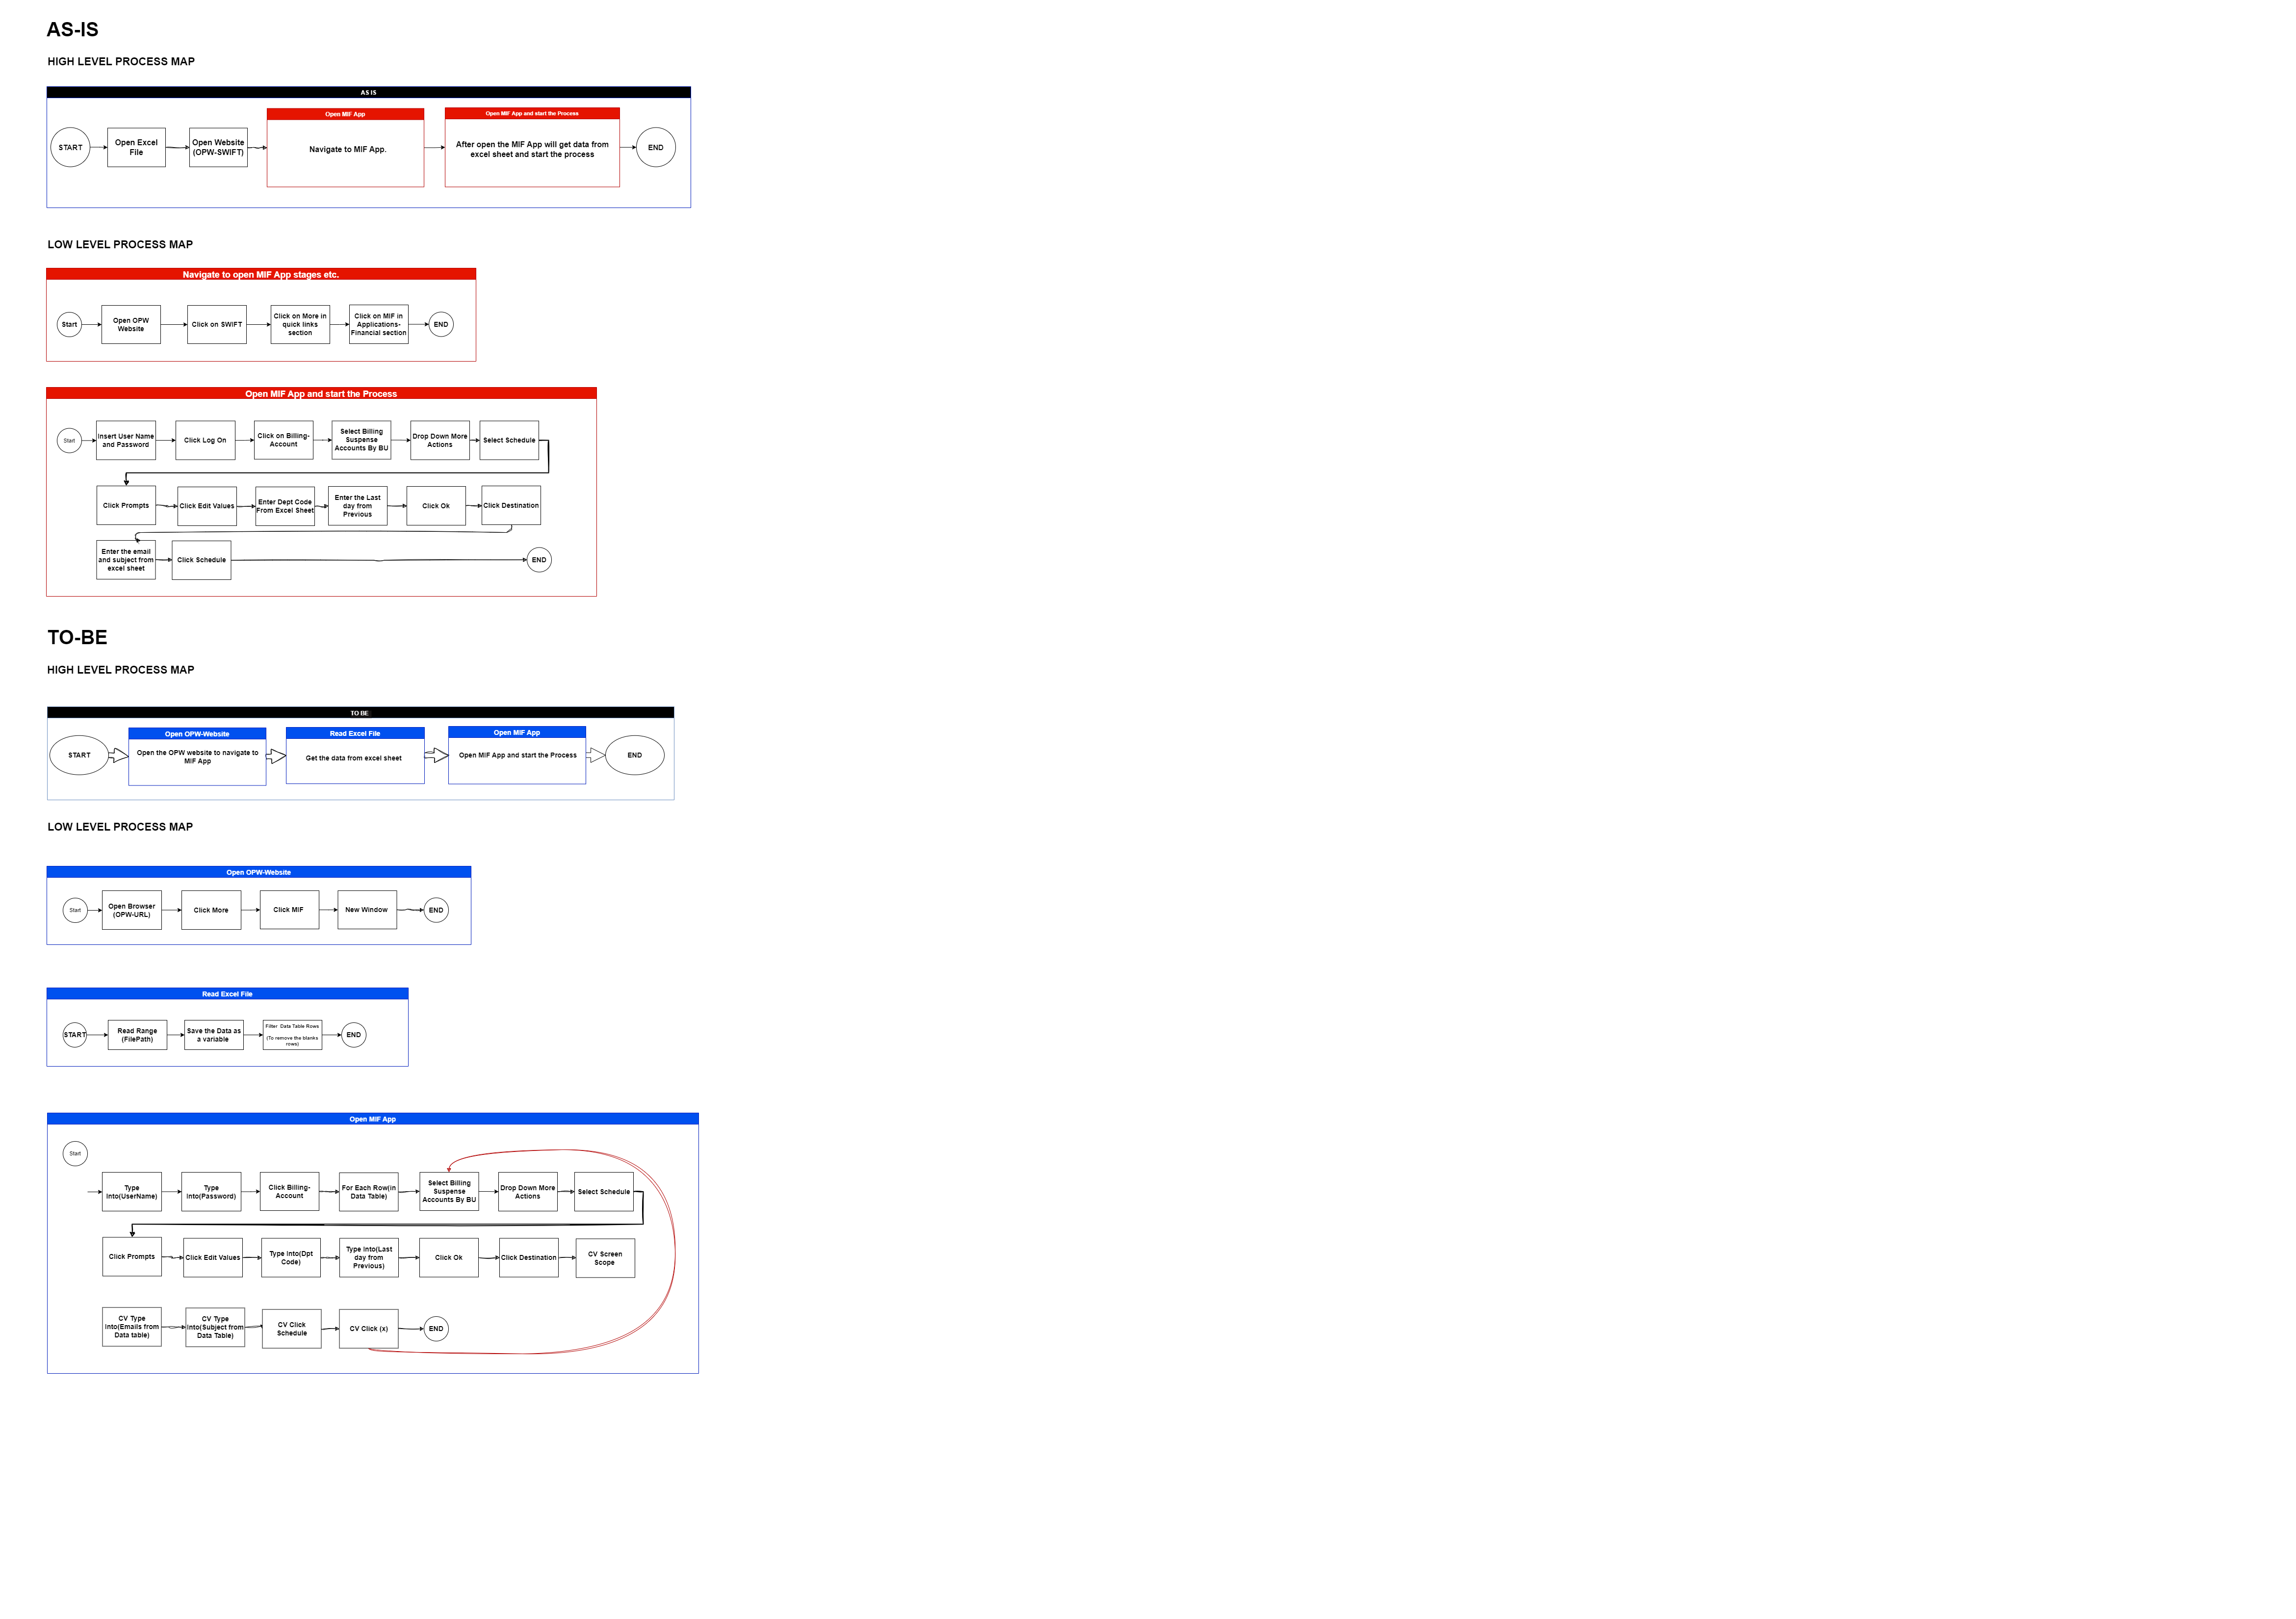 AS-IS
HIGH LEVEL PROCESS MAP
AS IS
START
Open Excel
File
Open Website
(OPW-SWIFT)
Open MIF App
Navigate to MIF App.
Open MIF App and start the Process
After open the MIF App will get data from
excel sheet and start the process
END
LOW LEVEL PROCESS MAP
Navigate to open MIF App stages etc.
Start
Open OPW
Website
Click on SWIFT
Click on More in
quick links
section
Click on MIF in
Applications-
Financial section
END
Open MIF App and start the Process
Start
Insert User Name
and Password
Click Log On
Click on Billing-
Account
Select Billing
Suspense
Accounts By BU
Drop Down More
Actions
Select Schedule
Click Prompts
Click Edit Values
Enter Dept Code
From Excel Sheet
Enter the Last
day from
Previous
Click Ok
Click Destination
Enter the email
and subject from
excel sheet
Click Schedule
END
TO-BE
HIGH LEVEL PROCESS MAP
TO BE
START
Open OPW-Website
Open the OPW website to navigate to
MIF App
Read Excel File
Get the data from excel sheet
Open MIF App
Open MIF App and start the Process
END
LOW LEVEL PROCESS MAP
Open OPW-Website
Start
Open Browser
(OPW-URL)
Click More
Click MIF
New Window
END
Read Excel File
START
Read Range
(FilePath)
Save the Data as
a variable
Filter Data Table Rows
(To remove the blanks
rows)
END
Open MIF App
Start
Type
Into(UserName)
Type
Into(Password)
Click Billing-
Account
For Each Row(in
Data Table)
Select Billing
Suspense
Accounts By BU
Drop Down More
Actions
Select Schedule
Click Prompts
Click Edit Values
Type Into(Dpt
Code)
Type Into(Last
day from
Previous)
Click Ok
Click Destination
CV Screen
Scope
CV Type
Into(Emails from
Data table)
CV Type
Into(Subject from
Data Table)
CV Click
Schedule
CV Click (x)
END